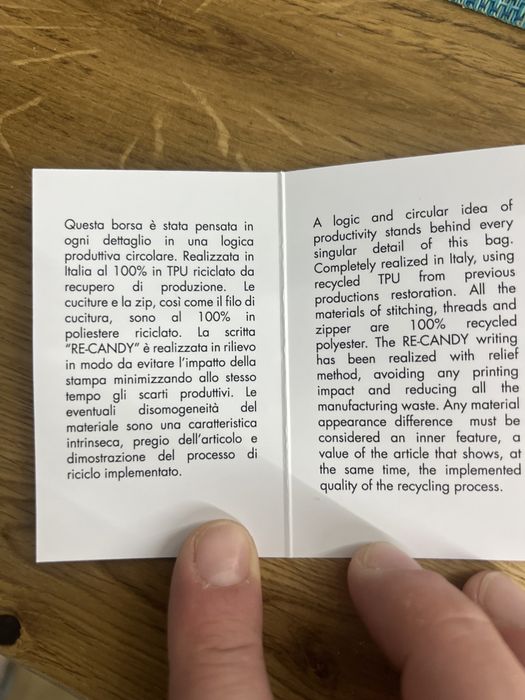 Questa borsa è stata pensata in
ogni dettaglio in una logica
produttiva circolare. Realizzata in
Italia al 100% in TPU riciclato da
recupero di produzione. Le
cuciture e la zip, così come il filo di
cucitura, sono al 100% in
poliestere riciclato. La scritta
"RE-CANDY" è realizzata in rilievo
in modo da evitare l'impatto della
stampa minimizzando allo stesso
tempo gli scarti produttivi. Le
eventuali disomogeneità del
materiale sono una caratteristica
intrinseca, pregio dell'articolo e
dimostrazione del processo di
riciclo implementato.
A logic and circular idea of
productivity stands behind every
singular detail of this bag.
Completely realized in Italy, using
recycled TPU from previous
productions restoration. All the
materials of stitching, threads and
zipper are 100% recycled
polyester. The RE-CANDY writing
has been realized with relief
method, avoiding any printing
impact and reducing all the
manufacturing waste. Any material
appearance difference must be
considered an inner feature, a
value of the article that shows, at
the same time, the implemented
quality of the recycling process.